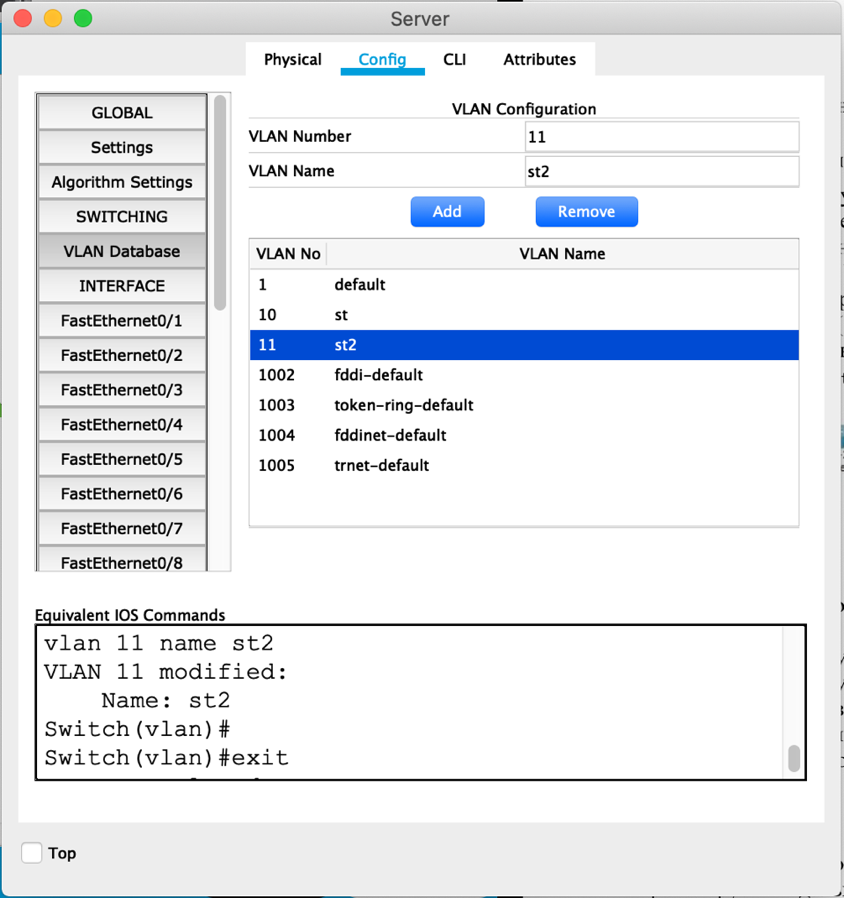 Server
Physical Config CLI Attributes
GLOBAL
Settings
Algorithm Settings
SWITCHING
VLAN Database
INTERFACE
FastEthernet0/1
FastEthernet0/2
FastEthernet0/3
FastEthernet0/4
FastEthernet0/5
FastEthernet0/6
FastEthernet0/7
FastEthernet0/8
VLAN Configuration
VLAN Number 11
VLAN Name st2
Add Remove
VLAN No VLAN Name
1 default
10 st
11 st2
1002 fddi-default
1003 token-ring-default
1004 fddinet-default
1005 trnet-default
Equivalent IOS Commands
vlan 11 name st2
VLAN 11 modified:
Name: st2
Switch(vlan)#
Switch(vlan)#exit
Top